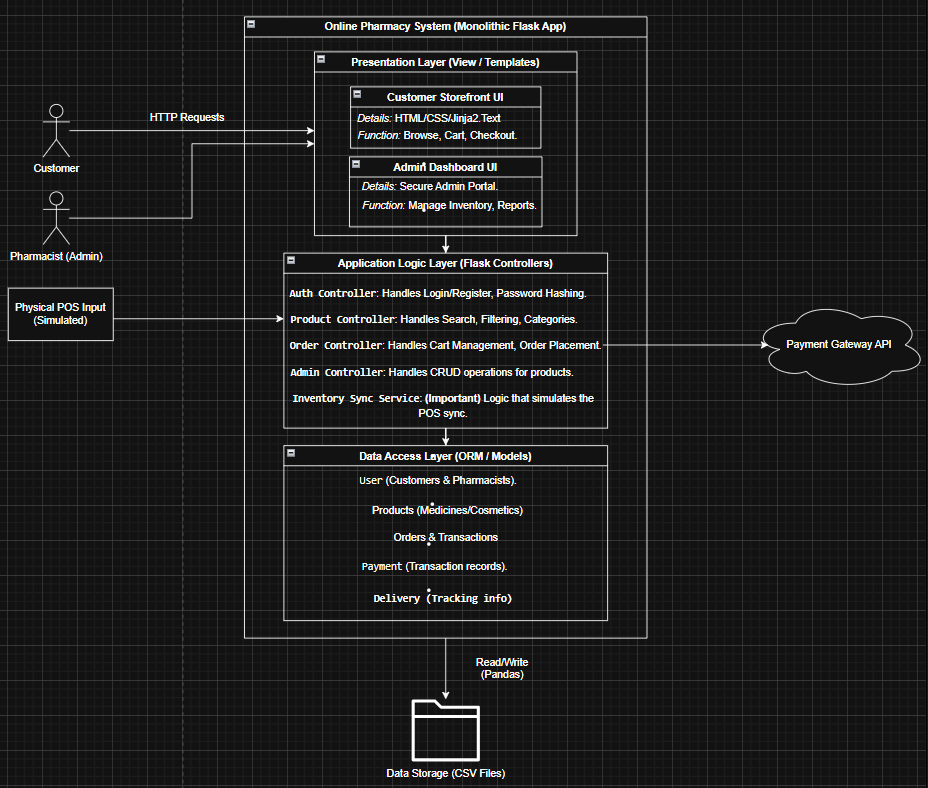 Online Pharmacy System (Monolithic Flask App)
Presentation Layer (View / Templates)
Customer Storefront UI
Details: HTML/CSS/Jinja2.Text
Function: Browse, Cart, Checkout.
HTTP Requests
Customer
Admin Dashboard UI
Details: Secure Admin Portal.
Function: Manage Inventory, Reports.
Pharmacist (Admin)
Application Logic Layer (Flask Controllers)
Auth Controller: Handles Login/Register, Password Hashing.
Physical POS Input
(Simulated)
Product Controller: Handles Search, Filtering, Categories.
Order Controller: Handles Cart Management, Order Placement.
Payment Gateway API
Admin Controller: Handles CRUD operations for products.
Inventory Sync Service: (Important) Logic that simulates the
POS sync.
Data Access Layer (ORM / Models)
User (Customers & Pharmacists).
Products (Medicines/Cosmetics)
Orders & Transactions
Payment (Transaction records).
Delivery (Tracking info)
Read/Write
(Pandas)
Data Storage (CSV Files)